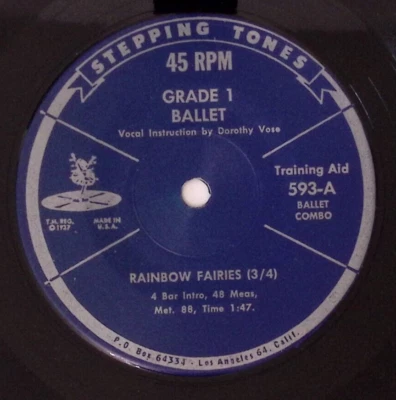 STEPPING TONES
45 RPM
GRADE 1
BALLET
Vocal Instruction by Dorothy Vose
Training Aid
593-A
BALLET
COMBO
T.M. REG.
© 1957
MADE IN
U.S.A.
RAINBOW FAIRIES (3/4)
4 Bar Intro, 48 Meas,
Met. 88, Time 1:47.
P.O. Box 64334 - Los Angeles 64, Calif.